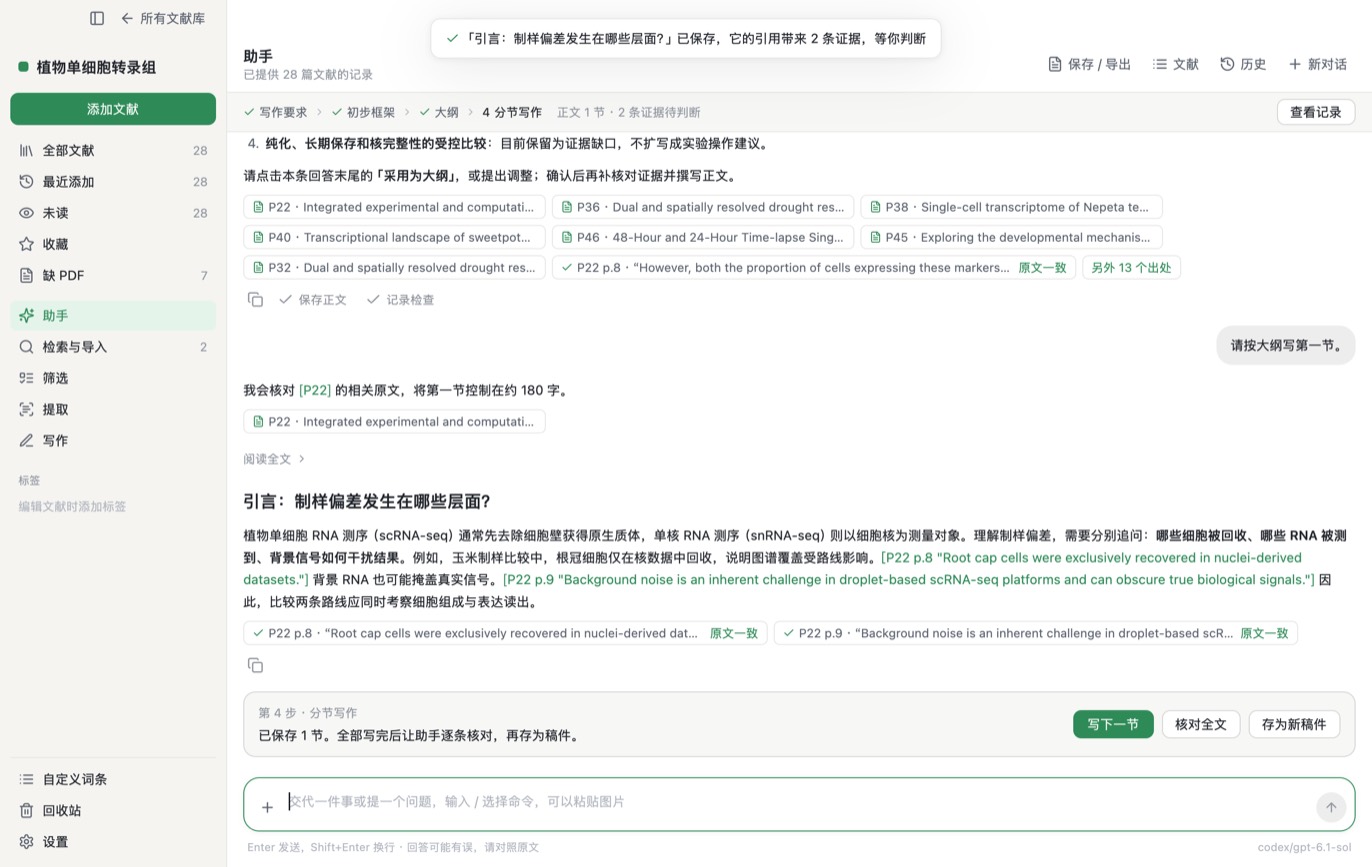 所有文献库
「引言：制样偏差发生在哪些层面？」已保存，它的引用带来 2 条证据，等你判断
植物单细胞转录组
添加文献
全部文献 28
最近添加 28
未读 28
收藏
缺 PDF 7
助手
检索与导入 2
筛选
提取
写作
标签
编辑文献时添加标签
自定义词条
回收站
设置
助手
已提供 28 篇文献的记录
保存 / 导出 文献 历史 新对话
写作要求 初步框架 大纲 4 分节写作 正文 1 节 · 2 条证据待判断 查看记录
4. 纯化、长期保存和核完整性的受控比较：目前保留为证据缺口，不扩写成实验操作建议。
请点击本条回答末尾的「采用为大纲」，或提出调整；确认后再补核对证据并撰写正文。
P22 · Integrated experimental and computati... P36 · Dual and spatially resolved drought res... P38 · Single-cell transcriptome of Nepeta te...
P40 · Transcriptional landscape of sweetpot... P46 · 48-Hour and 24-Hour Time-lapse Sing... P45 · Exploring the developmental mechanis...
P32 · Dual and spatially resolved drought res... P22 p.8 · “However, both the proportion of cells expressing these markers... 原文一致 另外 13 个出处
保存正文 记录检查
请按大纲写第一节。
我会核对 [P22] 的相关原文，将第一节控制在约 180 字。
P22 · Integrated experimental and computati...
阅读全文
引言：制样偏差发生在哪些层面？
植物单细胞 RNA 测序（scRNA-seq）通常先去除细胞壁获得原生质体，单核 RNA 测序（snRNA-seq）则以细胞核为测量对象。理解制样偏差，需要分别追问：哪些细胞被回收、哪些 RNA 被测
到、背景信号如何干扰结果。例如，玉米制样比较中，根冠细胞仅在核数据中回收，说明图谱覆盖受路线影响。[P22 p.8 "Root cap cells were exclusively recovered in nuclei-derived
datasets."] 背景 RNA 也可能掩盖真实信号。[P22 p.9 "Background noise is an inherent challenge in droplet-based scRNA-seq platforms and can obscure true biological signals."] 因
此，比较两条路线应同时考察细胞组成与表达读出。
P22 p.8 · “Root cap cells were exclusively recovered in nuclei-derived dat... 原文一致 P22 p.9 · “Background noise is an inherent challenge in droplet-based scR... 原文一致
第 4 步 · 分节写作
已保存 1 节。全部写完后让助手逐条核对，再存为稿件。
写下一节 核对全文 存为新稿件
交代一件事或提一个问题，输入 / 选择命令，可以粘贴图片
Enter 发送，Shift+Enter 换行 · 回答可能有误，请对照原文 codex/gpt-6.1-sol